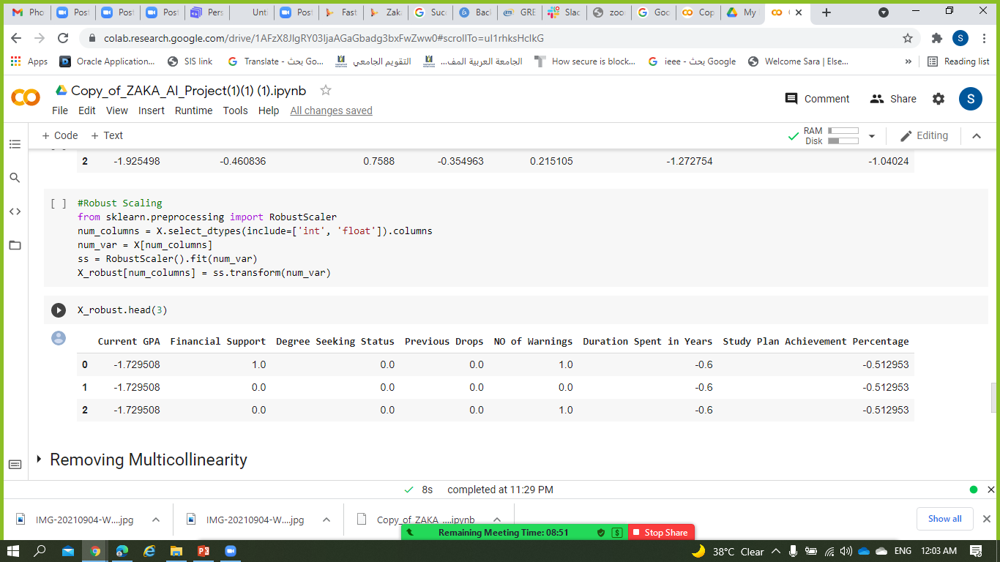 Pho Post Post Post Pers Unti Post Fast Zaka Succ Back GRE Slac zoo Goo Cop My
colab.research.google.com/drive/1AFzX8JlgRY03ljaAGaGbadg3bxFwZww0#scrollTo=ul1rhksHclkG
Apps Oracle Application... SIS link Translate - بحث Go... التقويم الجامعي الجامعة العربية المف... How secure is block... ieee - بحث Google Welcome Sara | Else... » Reading list
Copy_of_ZAKA_AI_Project(1)(1) (1).ipynb
Comment Share S
File Edit View Insert Runtime Tools Help All changes saved
+ Code + Text RAM Disk Editing
2 -1.925498 -0.460836 0.7588 -0.354963 0.215105 -1.272754 -1.04024
[ ] #Robust Scaling
from sklearn.preprocessing import RobustScaler
num_columns = X.select_dtypes(include=['int', 'float']).columns
num_var = X[num_columns]
ss = RobustScaler().fit(num_var)
X_robust[num_columns] = ss.transform(num_var)
X_robust.head(3)
Current GPA Financial Support Degree Seeking Status Previous Drops NO of Warnings Duration Spent in Years Study Plan Achievement Percentage
0 -1.729508 1.0 0.0 0.0 1.0 -0.6 -0.512953
1 -1.729508 0.0 0.0 0.0 0.0 -0.6 -0.512953
2 -1.729508 0.0 0.0 0.0 1.0 -0.6 -0.512953
Removing Multicollinearity
8s completed at 11:29 PM
IMG-20210904-W....jpg IMG-20210904-W....jpg Copy_of_ZAKA_....ipynb Show all
Remaining Meeting Time: 08:51 Stop Share
38°C Clear ENG 12:03 AM